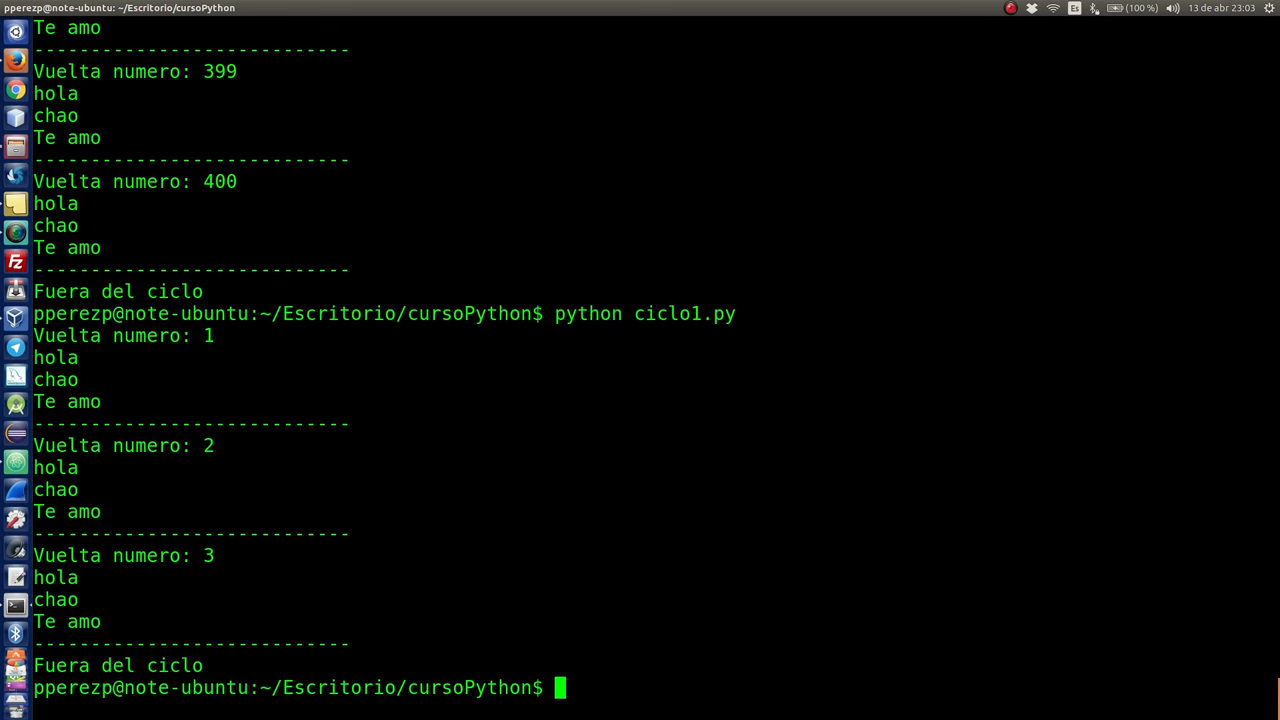 pperezp@note-ubuntu: ~/Escritorio/cursoPython
Es
(100 %)
13 de abr 23:03
Te amo
----------------------------
Vuelta numero: 399
hola
chao
Te amo
----------------------------
Vuelta numero: 400
hola
chao
Te amo
----------------------------
Fuera del ciclo
pperezp@note-ubuntu:~/Escritorio/cursoPython$ python ciclo1.py
Vuelta numero: 1
hola
chao
Te amo
----------------------------
Vuelta numero: 2
hola
chao
Te amo
----------------------------
Vuelta numero: 3
hola
chao
Te amo
----------------------------
Fuera del ciclo
pperezp@note-ubuntu:~/Escritorio/cursoPython$